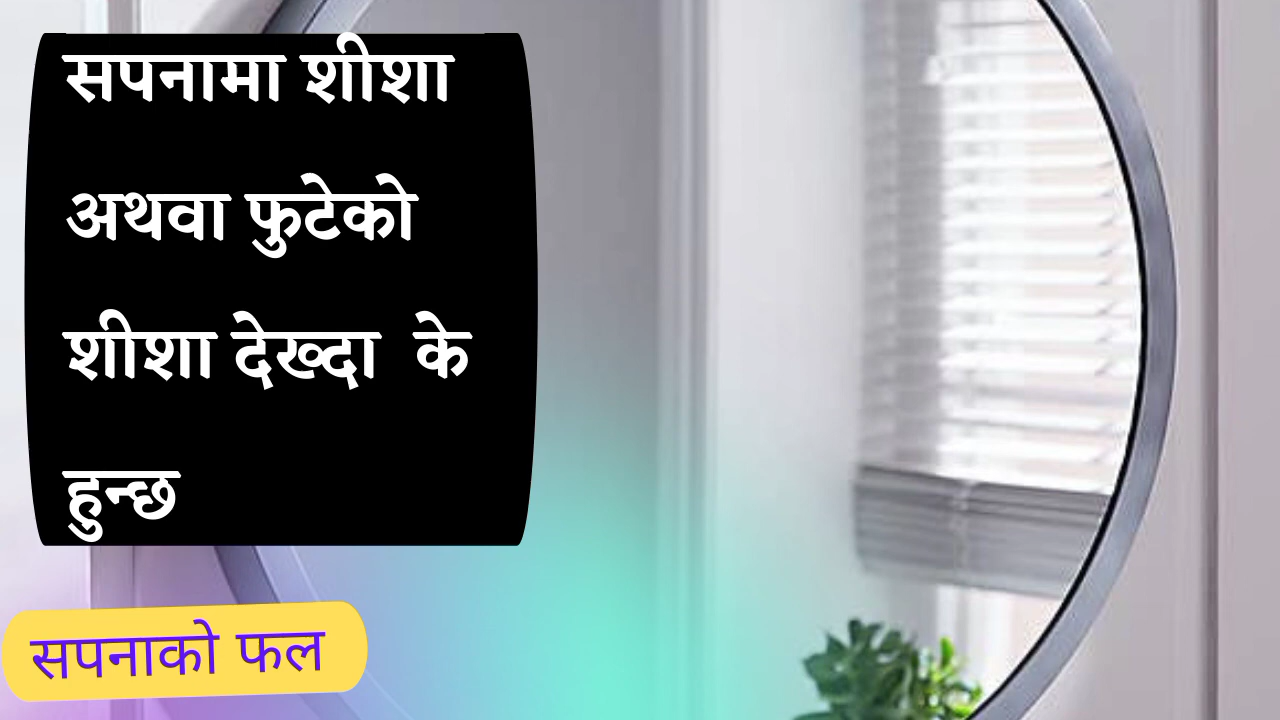 सपनामा शीशा
अथवा फुटेको
शीशा देख्दा के
हुन्छ
सपनाको फल